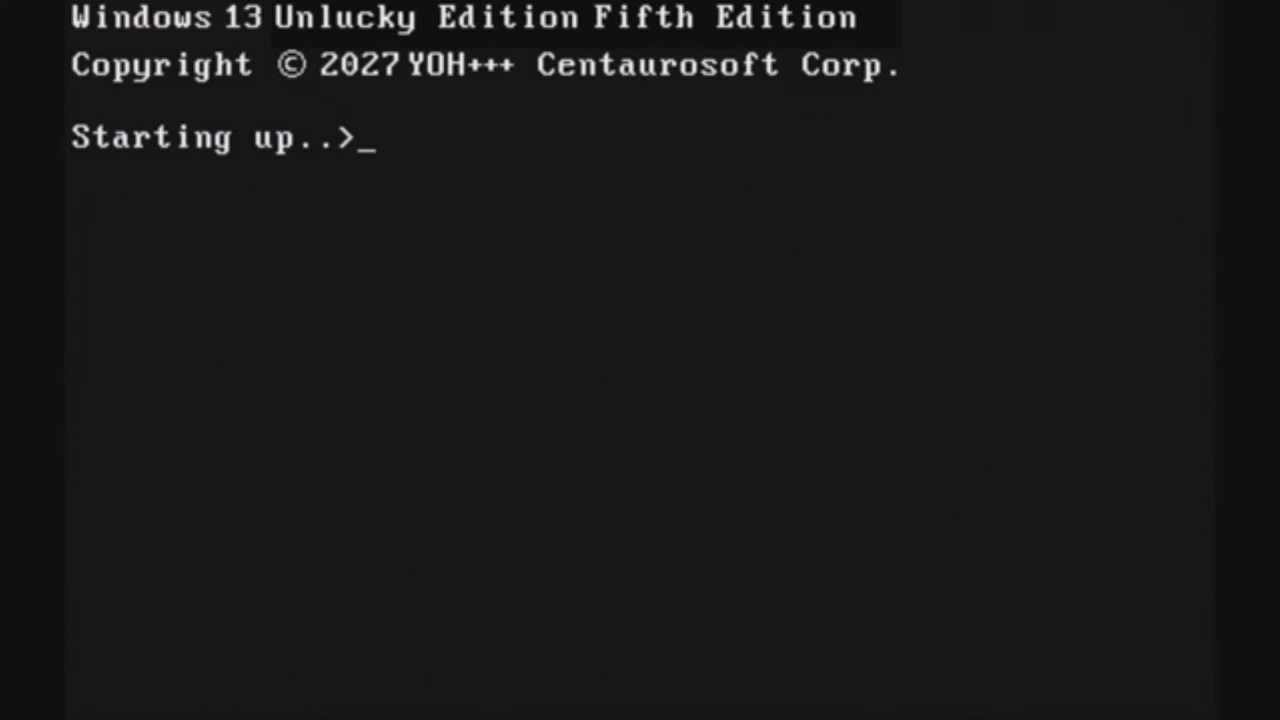 Windows 13 Unlucky Edition Fifth Edition
Copyright © 2027 YOH+++ Centaurosoft Corp.
Starting up..>_